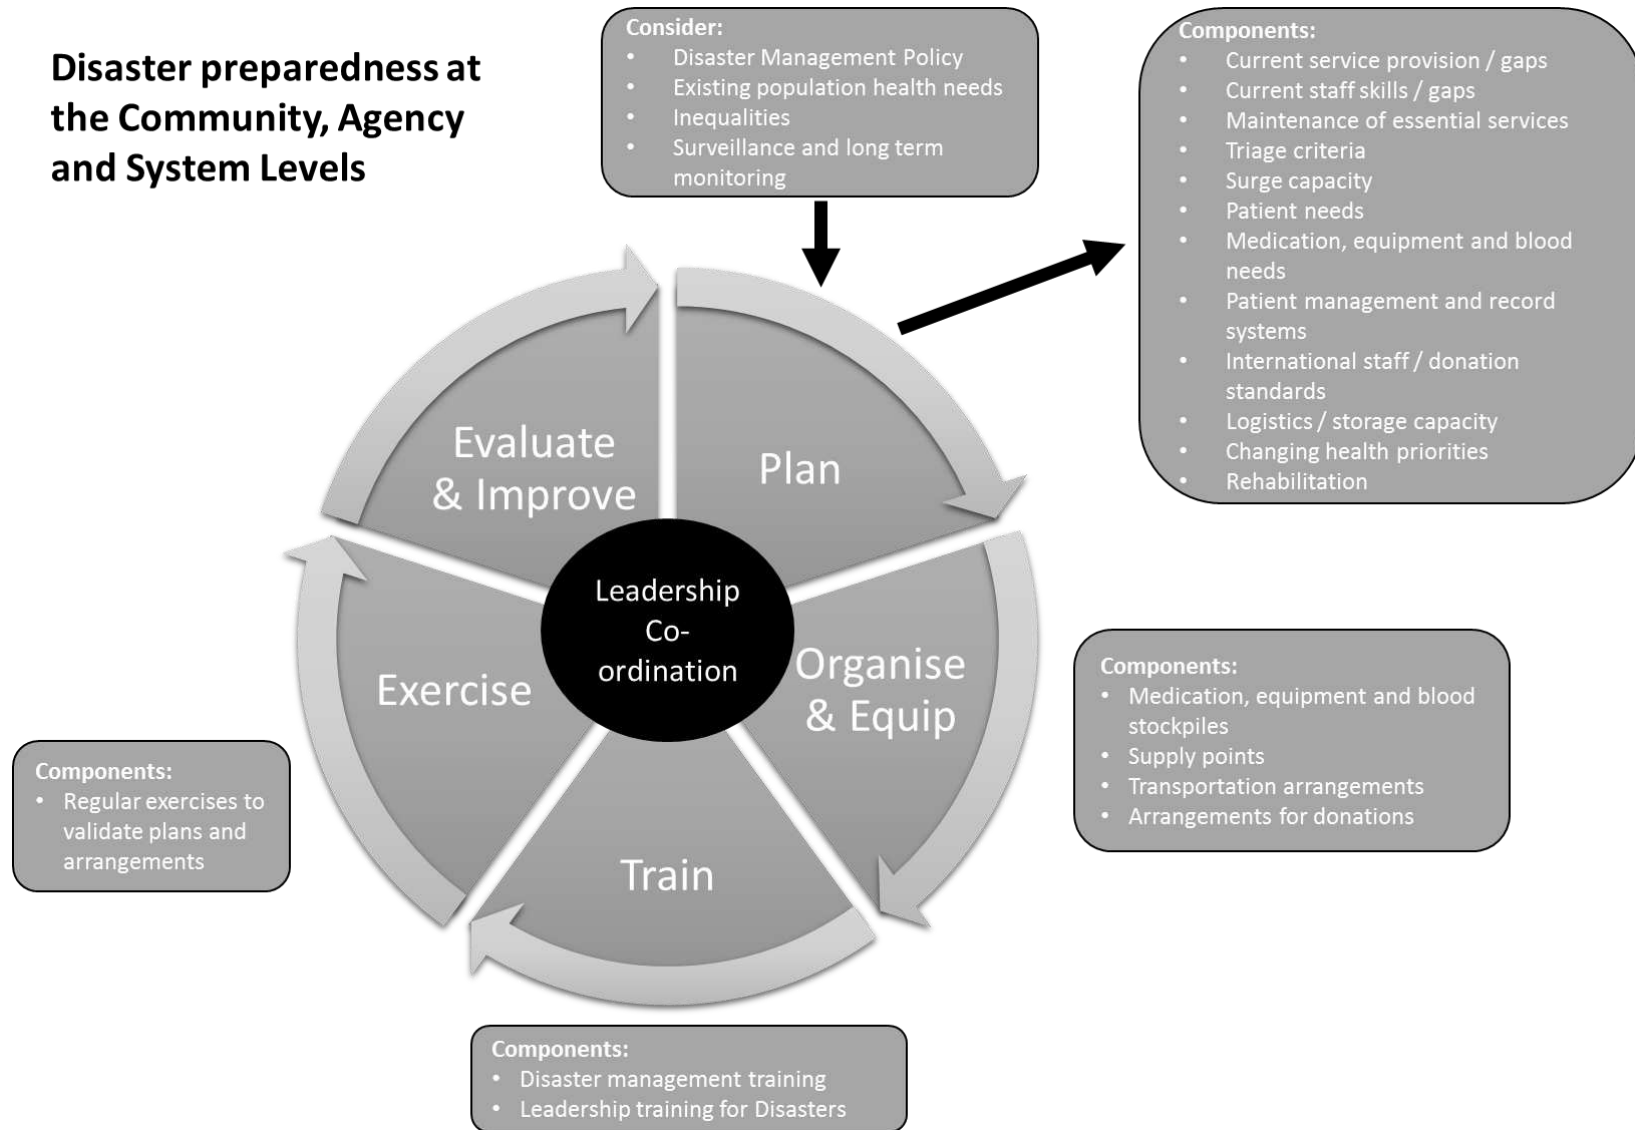 Disaster preparedness at
the Community, Agency
and System Levels
Consider:
• Disaster Management Policy
• Existing population health needs
• Inequalities
• Surveillance and long term
monitoring
Components:
• Current service provision / gaps
• Current staff skills / gaps
• Maintenance of essential services
• Triage criteria
• Surge capacity
• Patient needs
• Medication, equipment and blood
needs
• Patient management and record
systems
• International staff / donation
standards
• Logistics / storage capacity
• Changing health priorities
• Rehabilitation
Evaluate
& Improve
Plan
Leadership
Co-
ordination
Exercise
Organise
& Equip
Train
Components:
• Medication, equipment and blood
stockpiles
• Supply points
• Transportation arrangements
• Arrangements for donations
Components:
• Regular exercises to
validate plans and
arrangements
Components:
• Disaster management training
• Leadership training for Disasters